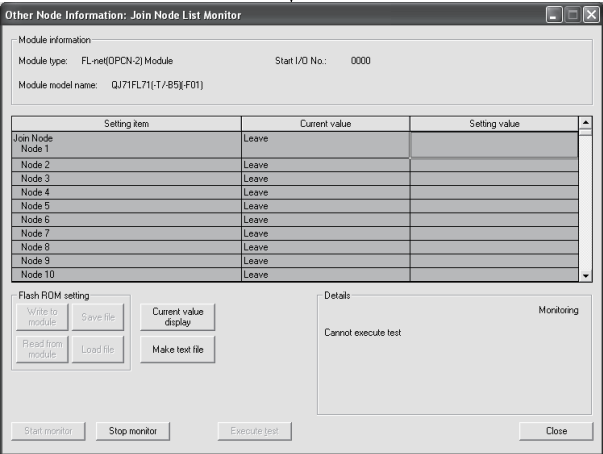 Other Node Information: Join Node List Monitor
Module information
Module type: FL-net(OPCN-2) Module Start I/O No.: 0000
Module model name: QJ71FL71(-T/-B5)(-F01)
Setting item Current value Setting value
Join Node Leave
Node 1
Node 2 Leave
Node 3 Leave
Node 4 Leave
Node 5 Leave
Node 6 Leave
Node 7 Leave
Node 8 Leave
Node 9 Leave
Node 10 Leave
Flash ROM setting
Write to module
Save file
Current value display
Read from module
Load file
Make text file
Details
Monitoring
Cannot execute test
Start monitor Stop monitor Execute test Close